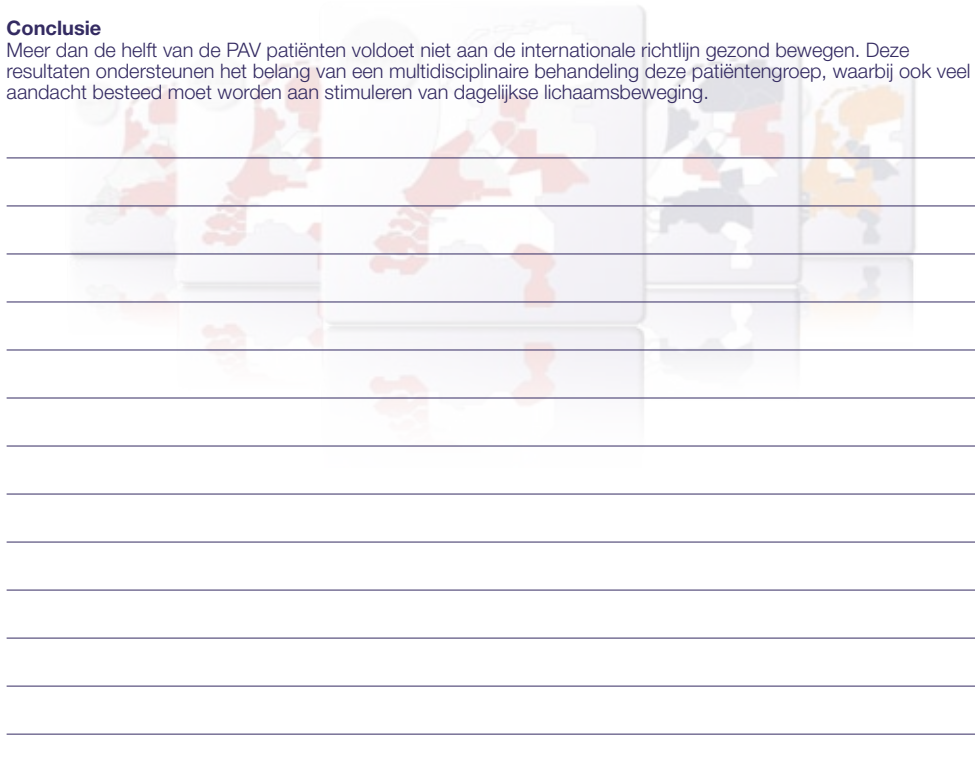 Conclusie
Meer dan de helft van de PAV patiënten voldoet niet aan de internationale richtlijn gezond bewegen. Deze
resultaten ondersteunen het belang van een multidisciplinaire behandeling deze patiëntengroep, waarbij ook veel
aandacht besteed moet worden aan stimuleren van dagelijkse lichaamsbeweging.